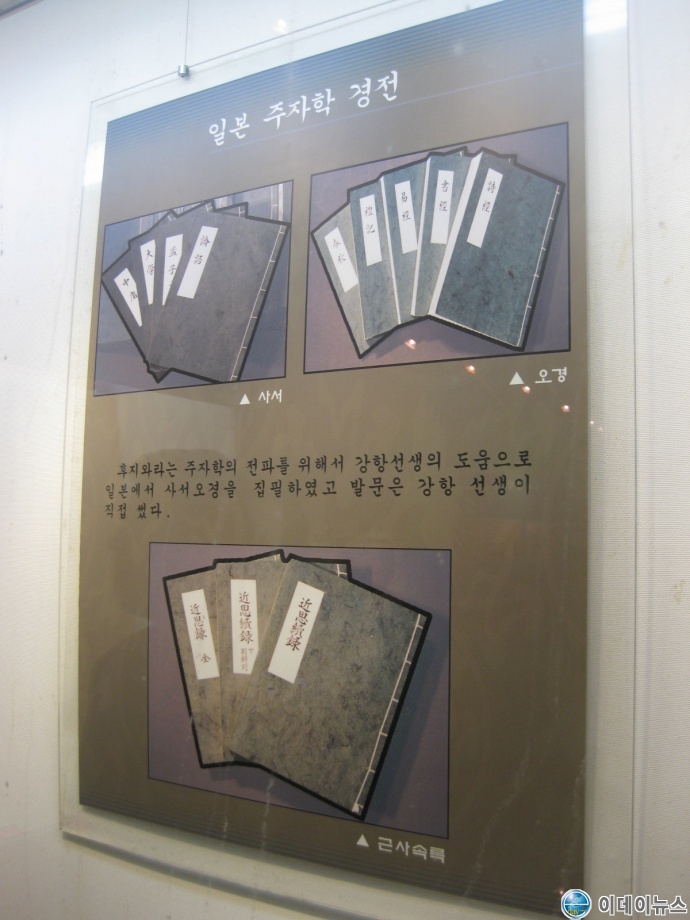 일본 주자학 경전
中庸
大學
孟子
論語
春秋
禮記
易經
書經
詩經
▲ 사서
▲ 오경
후지와라는 주자학의 전파를 위해서 강항선생의 도움으로
일본에서 사서오경을 집필하였고 발문은 강항 선생이
직접 썼다.
近思錄 全
近思續錄
近思續錄
▲ 근사속록
이데이뉴스